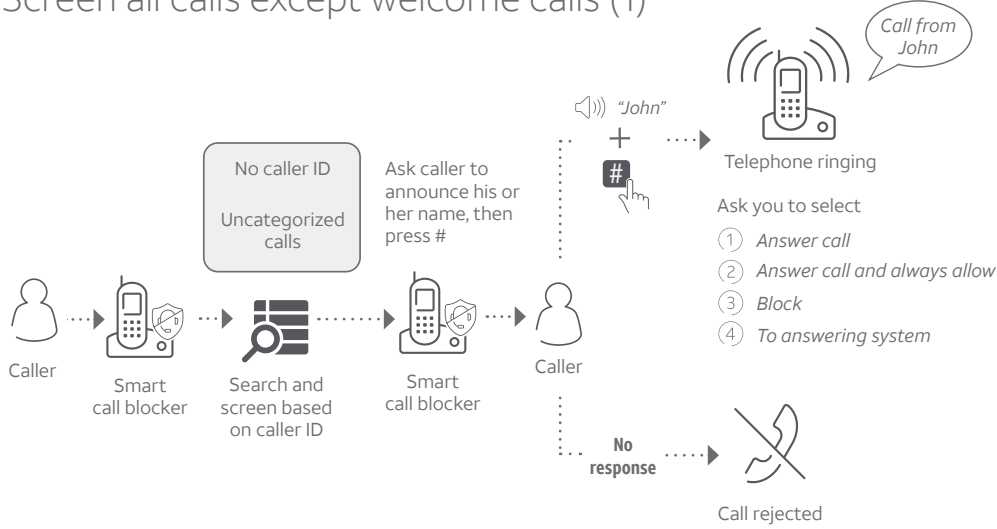 Screen all calls except welcome calls (1)
Call from
John
"John"
+
#
Telephone ringing
No caller ID
Uncategorized
calls
Ask caller to
announce his or
her name, then
press #
Ask you to select
1 Answer call
2 Answer call and always allow
3 Block
4 To answering system
Caller
Smart
call blocker
Search and
screen based
on caller ID
Smart
call blocker
Caller
No
response
Call rejected